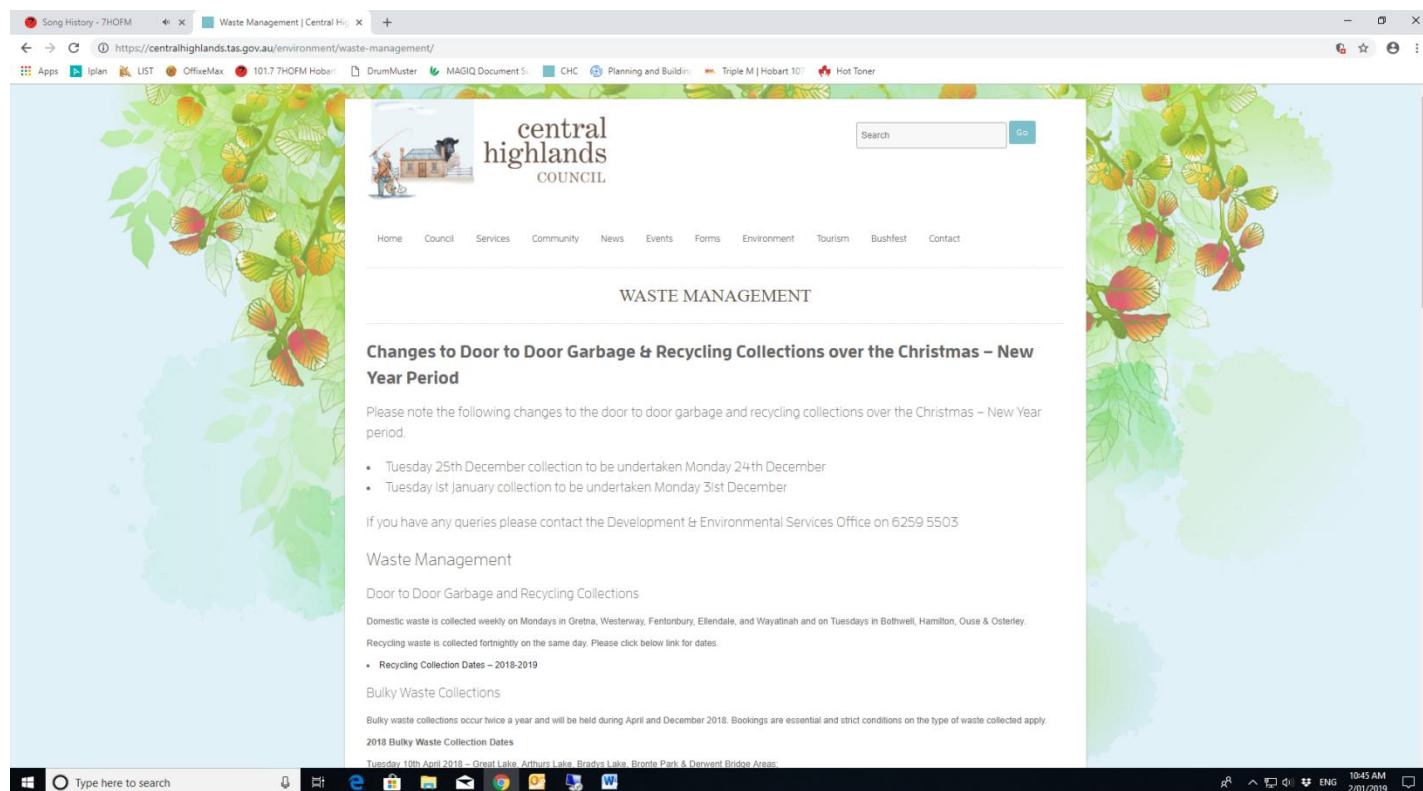 Song History - 7HOFM
Waste Management | Central Hig
https://centralhighlands.tas.gov.au/environment/waste-management/
Apps Iplan LIST OffixeMax 101.7 7HOFM Hobart DrumMuster MAGIQ Document S CHC Planning and Building Triple M | Hobart 107 Hot Toner
central
highlands
COUNCIL
Search Go
Home Council Services Community News Events Forms Environment Tourism Bushfest Contact
WASTE MANAGEMENT
Changes to Door to Door Garbage & Recycling Collections over the Christmas – New
Year Period
Please note the following changes to the door to door garbage and recycling collections over the Christmas – New Year
period.
• Tuesday 25th December collection to be undertaken Monday 24th December
• Tuesday 1st January collection to be undertaken Monday 31st December
If you have any queries please contact the Development & Environmental Services Office on 6259 5503
Waste Management
Door to Door Garbage and Recycling Collections
Domestic waste is collected weekly on Mondays in Gretna, Westerway, Fentonbury, Ellendale, and Wayatinah and on Tuesdays in Bothwell, Hamilton, Ouse & Osterley.
Recycling waste is collected fortnightly on the same day. Please click below link for dates.
• Recycling Collection Dates – 2018-2019
Bulky Waste Collections
Bulky waste collections occur twice a year and will be held during April and December 2018. Bookings are essential and strict conditions on the type of waste collected apply.
2018 Bulky Waste Collection Dates
Tuesday 10th April 2018 – Great Lake, Arthurs Lake, Bradys Lake, Bronte Park & Derwent Bridge Areas;
Type here to search
ENG
10:45 AM
2/01/2019